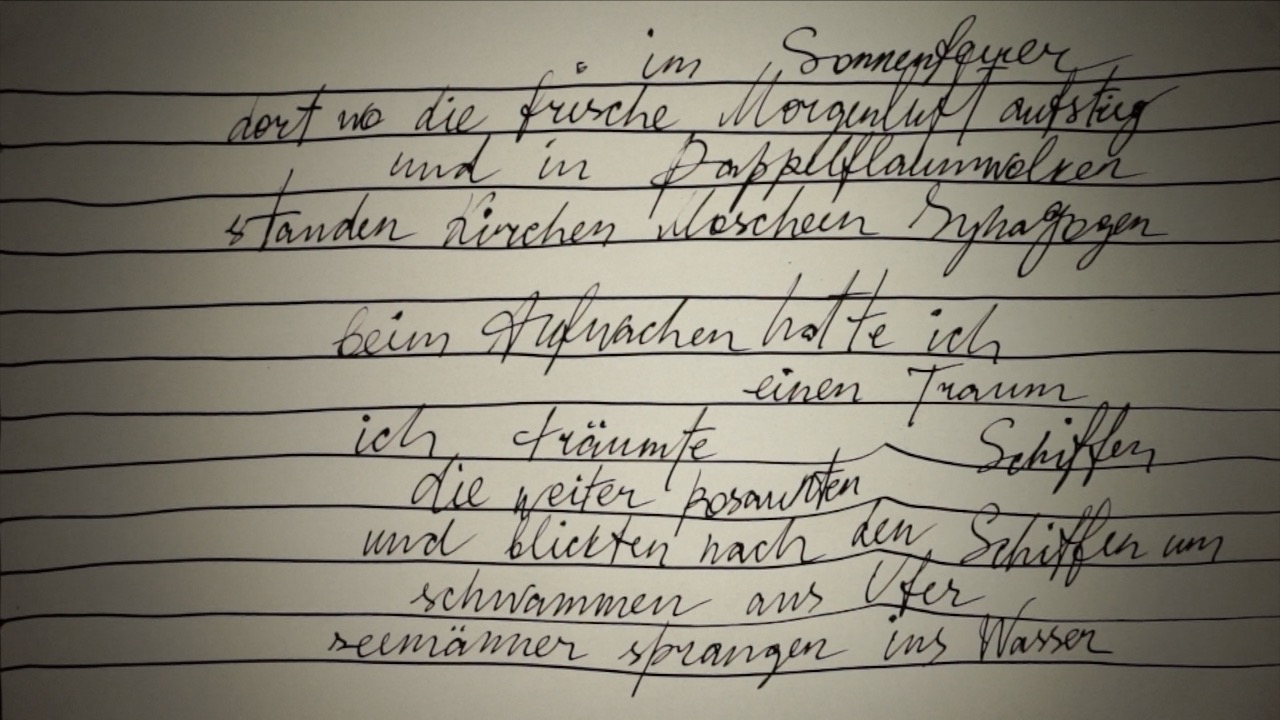 im Sonnenfeuer
dort wo die frische Morgenluft aufstieg
und in Pappelflaumwolken
standen Kirchen Moscheen Synagogen
beim Aufwachen hatte ich
einen Traum
ich träumte Schiffen
die weiter posaunten
und blickten nach den Schiffen um
schwammen ans Ufer
seemänner sprangen ins Wasser